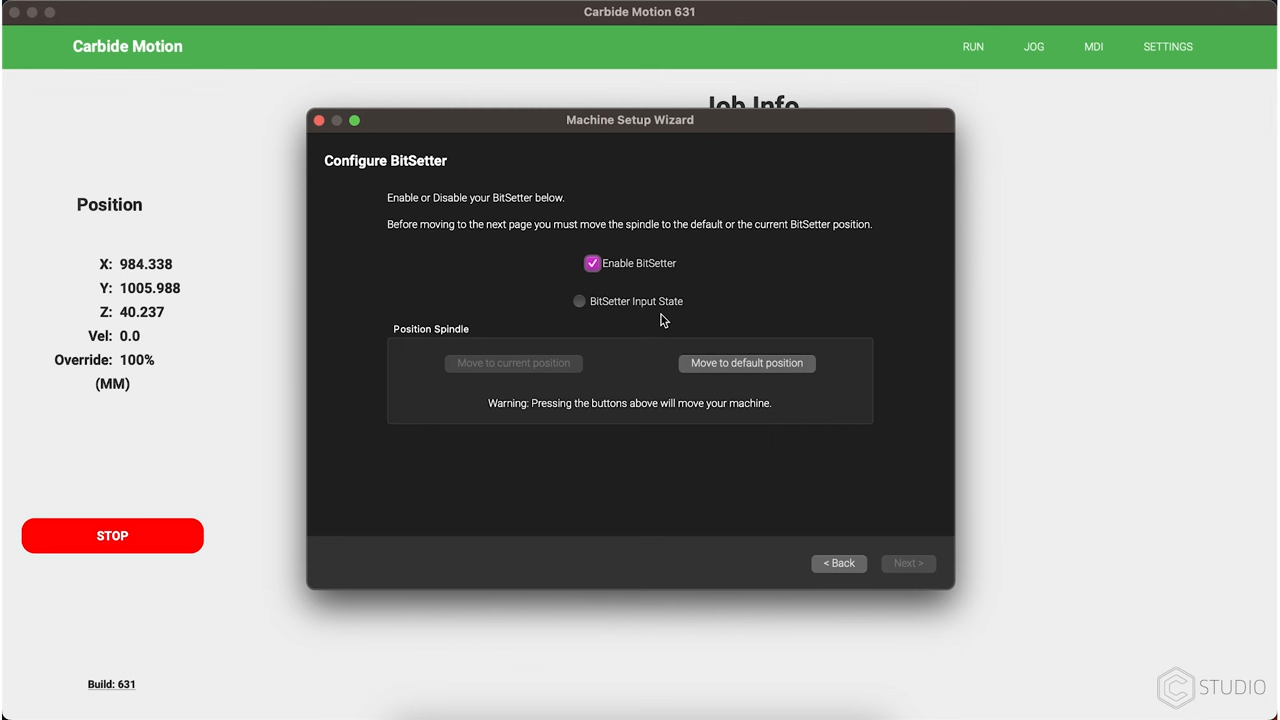 Carbide Motion 631
Carbide Motion
RUN
JOG
MDI
SETTINGS
Job Info
Machine Setup Wizard
Configure BitSetter
Enable or Disable your BitSetter below.
Before moving to the next page you must move the spindle to the default or the current BitSetter position.
Enable BitSetter
BitSetter Input State
Position Spindle
Move to current position
Move to default position
Warning: Pressing the buttons above will move your machine.
< Back
Next >
Position
X: 984.338
Y: 1005.988
Z: 40.237
Vel: 0.0
Override: 100%
(MM)
STOP
Build: 631
STUDIO